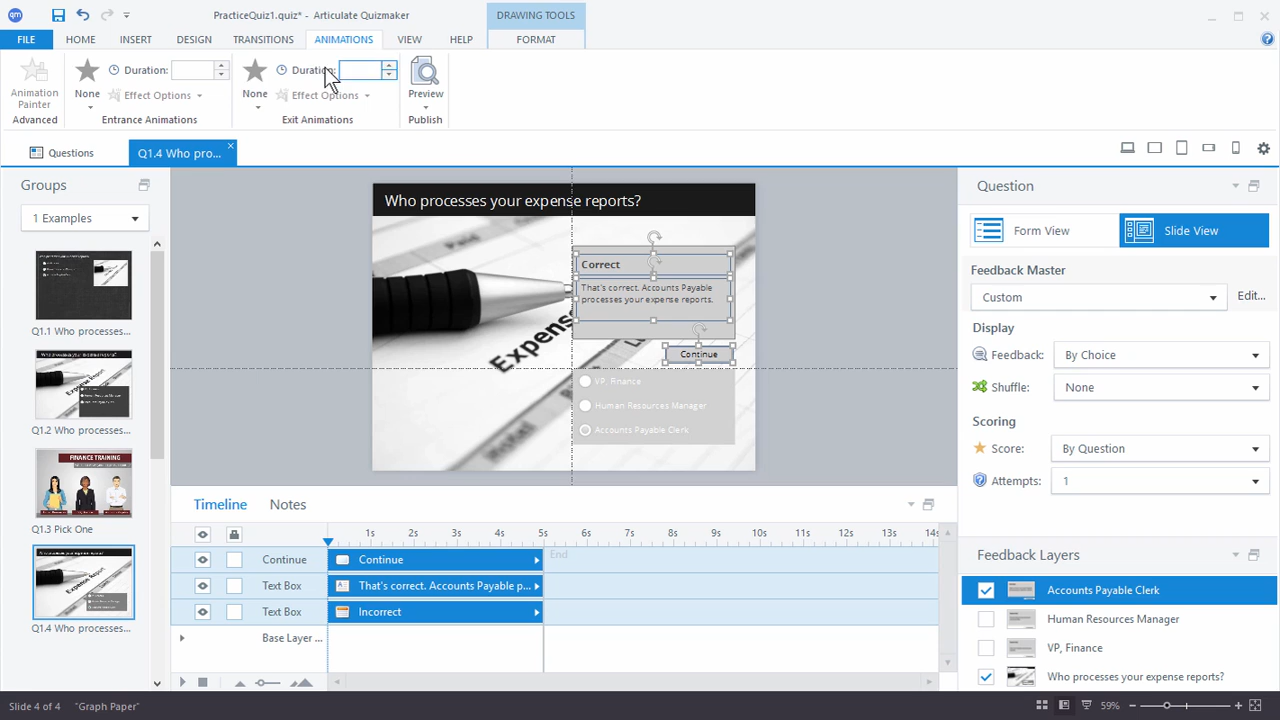 qm
PracticeQuiz1.quiz* - Articulate Quizmaker
DRAWING TOOLS
FILE
HOME
INSERT
DESIGN
TRANSITIONS
ANIMATIONS
VIEW
HELP
FORMAT
Animation
Painter
Advanced
None
Duration:
Effect Options
Entrance Animations
None
Duration:
Effect Options
Exit Animations
Preview
Publish
Questions
Q1.4 Who pro...
Groups
1 Examples
Q1.1 Who processes...
Q1.2 Who processes...
FINANCE TRAINING
Q1.3 Pick One
Q1.4 Who processes...
Who processes your expense reports?
Correct
That's correct. Accounts Payable
processes your expense reports.
Continue
VP, Finance
Human Resources Manager
Accounts Payable Clerk
Timeline
Notes
1s 2s 3s 4s 5s 6s 7s 8s 9s 10s 11s 12s 13s 14s
Continue
Continue
End
Text Box
That's correct. Accounts Payable p...
Text Box
Incorrect
Base Layer ...
Question
Form View
Slide View
Feedback Master
Custom
Edit...
Display
Feedback:
By Choice
Shuffle:
None
Scoring
Score:
By Question
Attempts:
1
Feedback Layers
Accounts Payable Clerk
Human Resources Manager
VP, Finance
Who processes your expense reports?
Slide 4 of 4
"Graph Paper"
59%